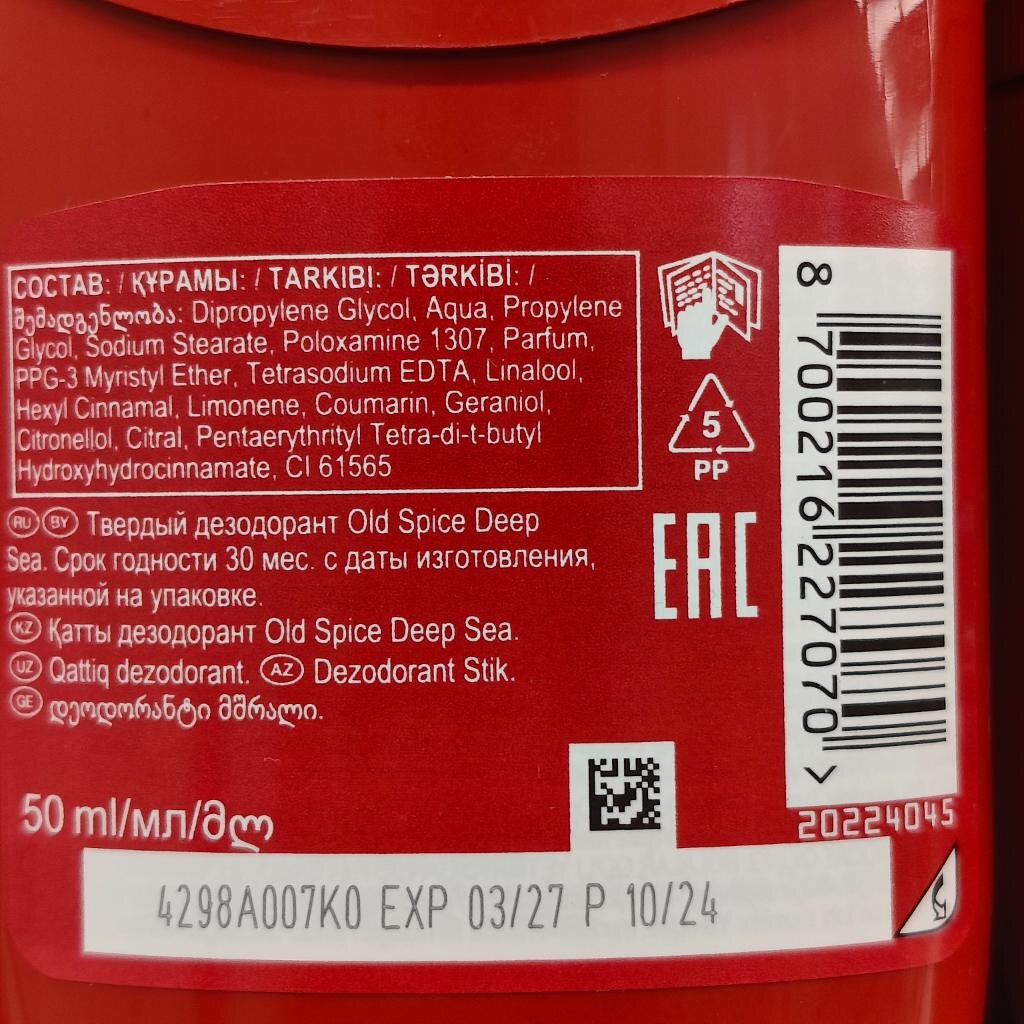 СОСТАВ: / ҚҰРАМЫ: / TARKIBI: / TƏRKİBİ: /
შემადგენლობა: Dipropylene Glycol, Aqua, Propylene
Glycol, Sodium Stearate, Poloxamine 1307, Parfum,
PPG-3 Myristyl Ether, Tetrasodium EDTA, Linalool,
Hexyl Cinnamal, Limonene, Coumarin, Geraniol,
Citronellol, Citral, Pentaerythrityl Tetra-di-t-butyl
Hydroxyhydrocinnamate, CI 61565
5
PP
RU BY Твердый дезодорант Old Spice Deep
Sea. Срок годности 30 мес. с даты изготовления,
указанной на упаковке.
KZ Қатты дезодорант Old Spice Deep Sea.
UZ Qattiq dezodorant. AZ Dezodorant Stik.
GE დეოდორანტი მშრალი.
EAC
8 700216 227070 >
20224045
50 ml/мл/მლ
4298A007K0 EXP 03/27 P 10/24